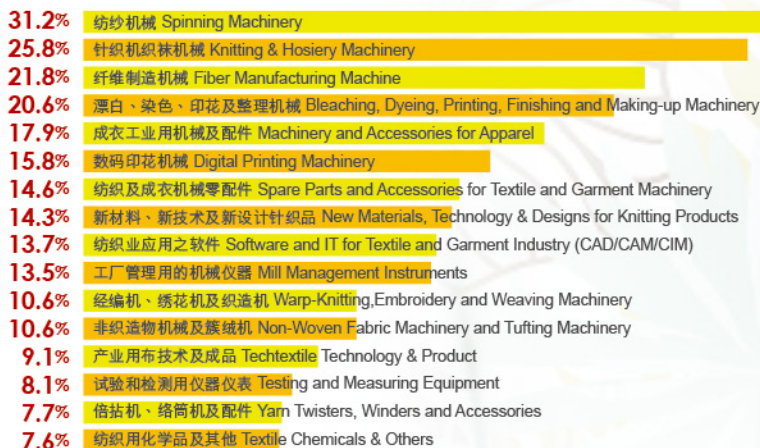 31.2% 纺纱机械 Spinning Machinery
25.8% 针织机织袜机械 Knitting & Hosiery Machinery
21.8% 纤维制造机械 Fiber Manufacturing Machine
20.6% 漂白、染色、印花及整理机械 Bleaching, Dyeing, Printing, Finishing and Making-up Machinery
17.9% 成衣工业用机械及配件 Machinery and Accessories for Apparel
15.8% 数码印花机械 Digital Printing Machinery
14.6% 纺织及成衣机械零配件 Spare Parts and Accessories for Textile and Garment Machinery
14.3% 新材料、新技术及新设计针织品 New Materials, Technology & Designs for Knitting Products
13.7% 纺织业应用之软件 Software and IT for Textile and Garment Industry (CAD/CAM/CIM)
13.5% 工厂管理用的机械仪器 Mill Management Instruments
10.6% 经编机、绣花机及织造机 Warp-Knitting,Embroidery and Weaving Machinery
10.6% 非织造物机械及簇绒机 Non-Woven Fabric Machinery and Tufting Machinery
9.1% 产业用布技术及成品 Techtextile Technology & Product
8.1% 试验和检测用仪器仪表 Testing and Measuring Equipment
7.7% 倍拈机、络筒机及配件 Yarn Twisters, Winders and Accessories
7.6% 纺织用化学品及其他 Textile Chemicals & Others